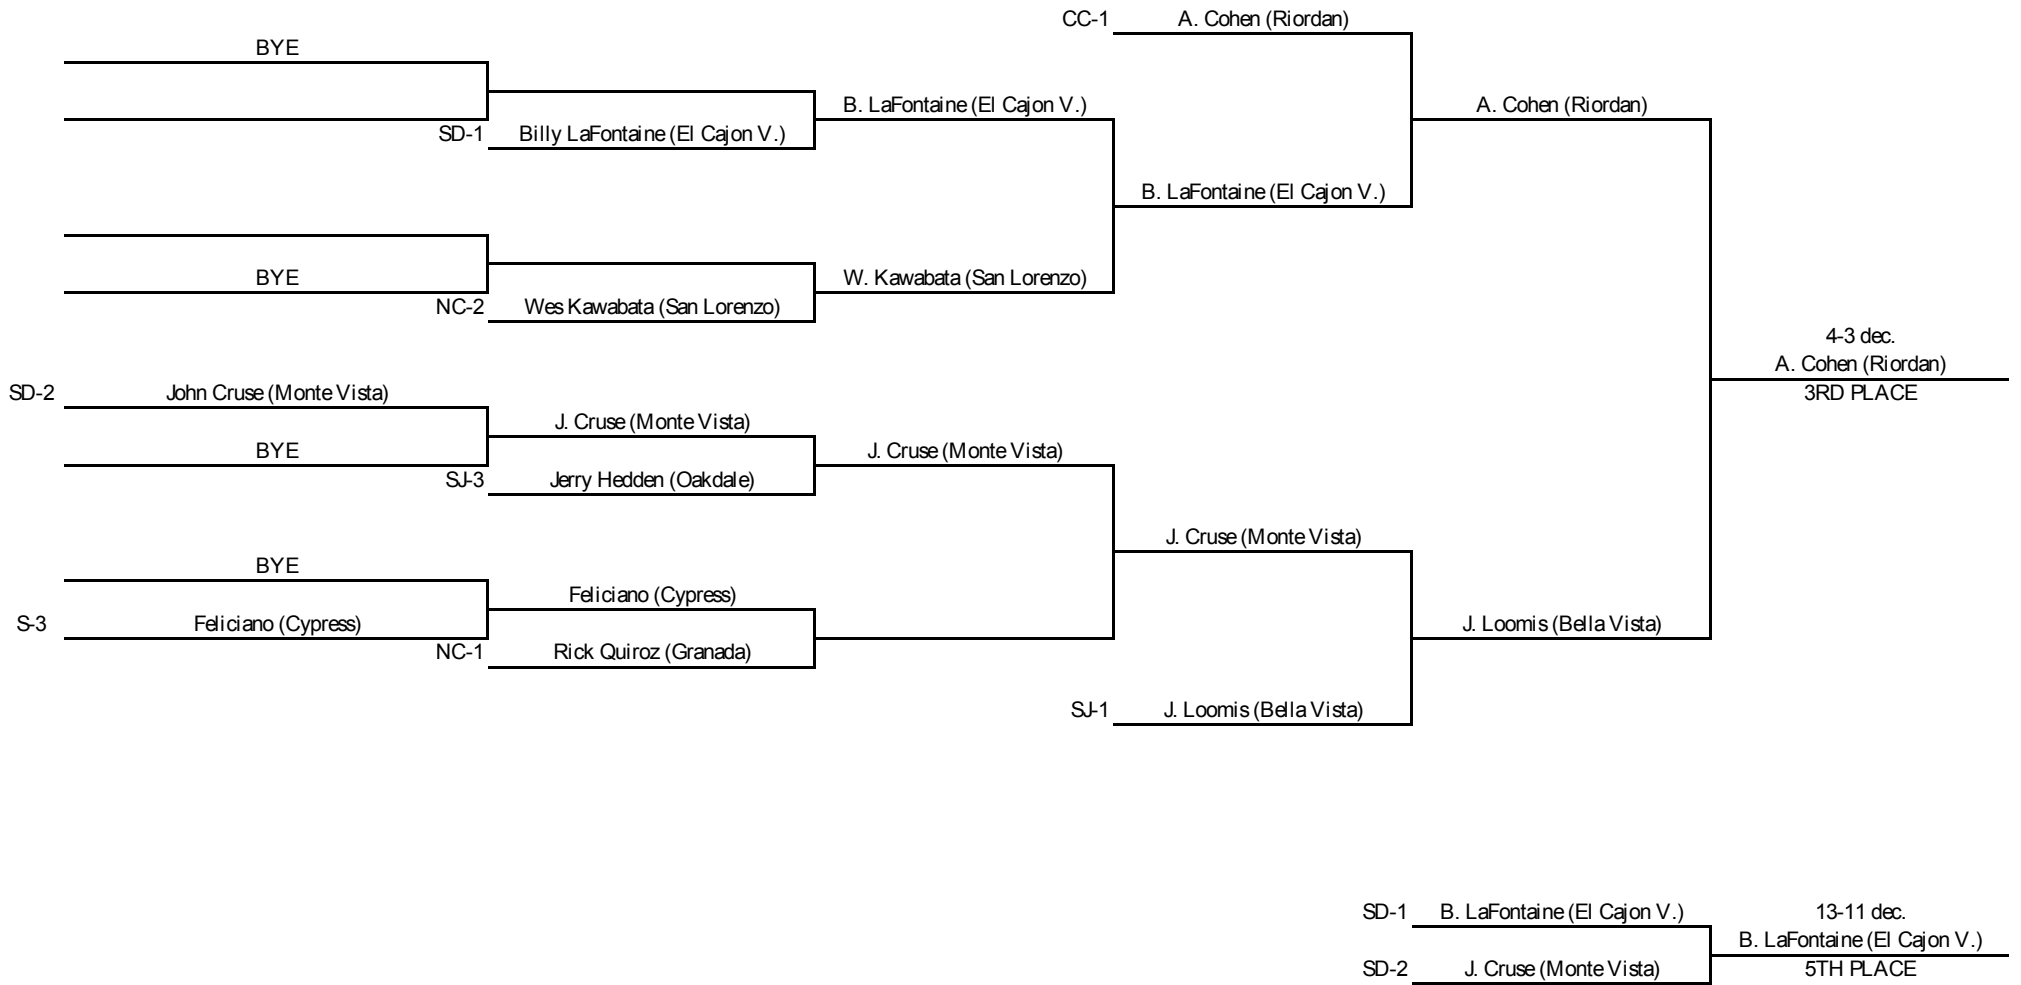 CC-1 A. Cohen (Riordan)
BYE
B. LaFontaine (El Cajon V.) A. Cohen (Riordan)
SD-1 Billy LaFontaine (El Cajon V.)
B. LaFontaine (El Cajon V.)
BYE W. Kawabata (San Lorenzo)
NC-2 Wes Kawabata (San Lorenzo)
4-3 dec.
A. Cohen (Riordan)
SD-2 John Cruse (Monte Vista) 3RD PLACE
J. Cruse (Monte Vista)
BYE J. Cruse (Monte Vista)
SJ-3 Jerry Hedden (Oakdale)
J. Cruse (Monte Vista)
BYE
Feliciano (Cypress)
S-3 Feliciano (Cypress) J. Loomis (Bella Vista)
NC-1 Rick Quiroz (Granada)
SJ-1 J. Loomis (Bella Vista)
SD-1 B. LaFontaine (El Cajon V.) 13-11 dec.
B. LaFontaine (El Cajon V.)
SD-2 J. Cruse (Monte Vista) 5TH PLACE